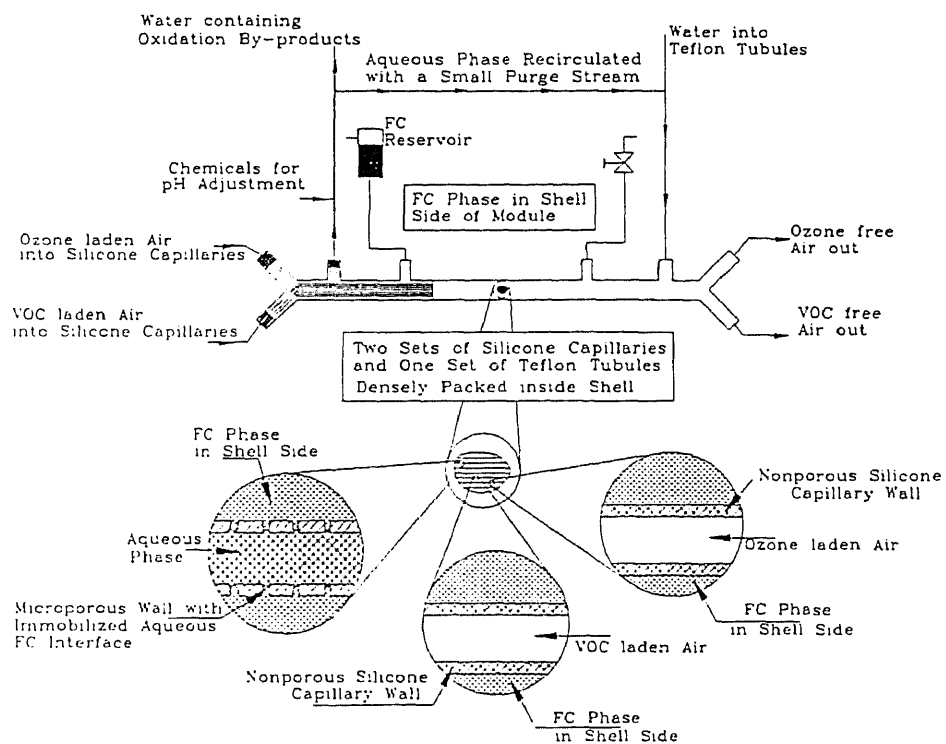 Water containing
Oxidation By-products
Water into
Teflon Tubules
Aqueous Phase Recirculated
with a Small Purge Stream
FC
Reservoir
Chemicals for
pH Adjustment
FC Phase in Shell
Side of Module
Ozone laden Air
into Silicone Capillaries
Ozone free
Air out
VOC laden Air
into Silicone Capillaries
VOC free
Air out
Two Sets of Silicone Capillaries
and One Set of Teflon Tubules
Densely Packed inside Shell
FC Phase
in Shell Side
Nonporous Silicone
Capillary Wall
Aqueous
Phase
Ozone laden Air
Microporous Wall with
Immobilized Aqueous
FC Interface
FC Phase
in Shell Side
VOC laden Air
Nonporous Silicone
Capillary Wall
FC Phase
in Shell Side